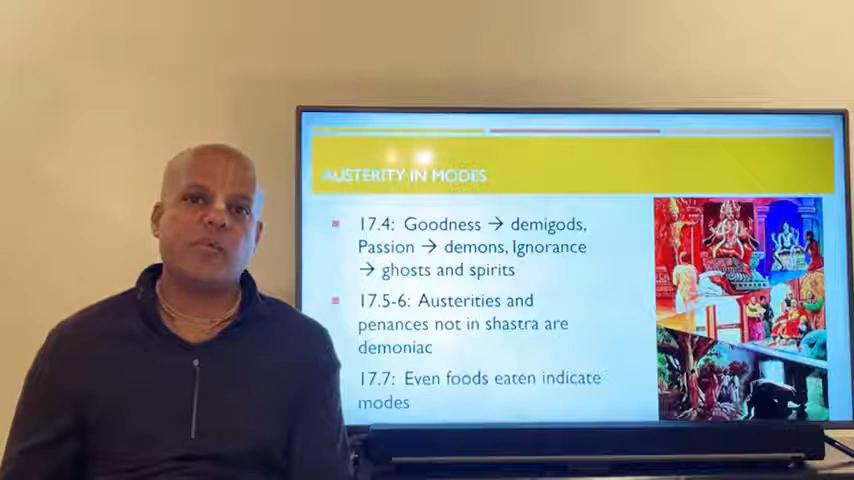 AUSTERITY IN MODES
17.4: Goodness → demigods,
Passion → demons, Ignorance
→ ghosts and spirits
17.5-6: Austerities and
penances not in shastra are
demoniac
17.7: Even foods eaten indicate
modes